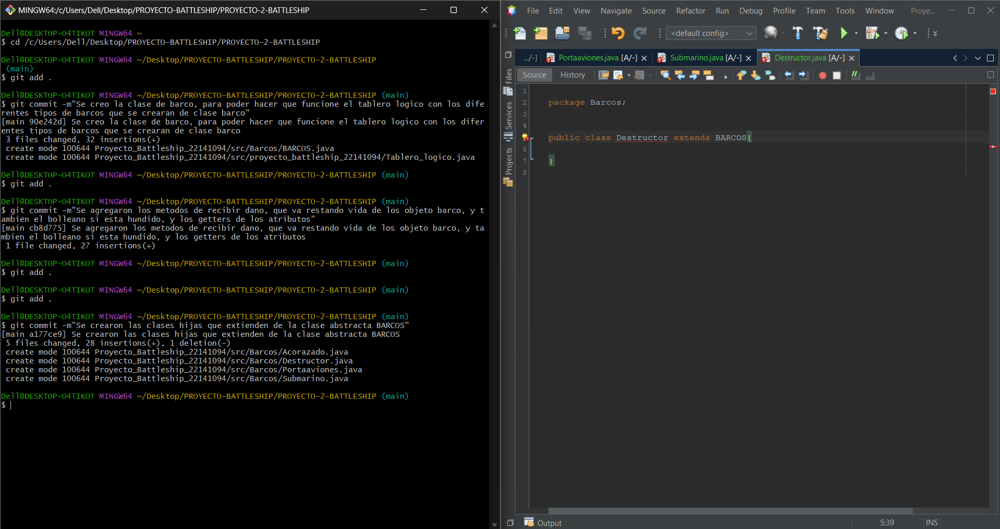 MINGW64:/c/Users/Dell/Desktop/PROYECTO-BATTLESHIP/PROYECTO-2-BATTLESHIP
Dell@DESKTOP-O4TIKOT MINGW64 ~
$ cd /c/Users/Dell/Desktop/PROYECTO-BATTLESHIP/PROYECTO-2-BATTLESHIP
Dell@DESKTOP-O4TIKOT MINGW64 ~/Desktop/PROYECTO-BATTLESHIP/PROYECTO-2-BATTLESHIP
(main)
$ git add .
Dell@DESKTOP-O4TIKOT MINGW64 ~/Desktop/PROYECTO-BATTLESHIP/PROYECTO-2-BATTLESHIP (main)
$ git commit -m"Se creo la clase de barco, para poder hacer que funcione el tablero logico con los dife
rentes tipos de barcos que se crearan de clase barco"
[main 90e242d] Se creo la clase de barco, para poder hacer que funcione el tablero logico con los difer
entes tipos de barcos que se crearan de clase barco
3 files changed, 32 insertions(+)
create mode 100644 Proyecto_Battleship_22141094/src/Barcos/BARCOS.java
create mode 100644 Proyecto_Battleship_22141094/src/proyecto_battleship_22141094/Tablero_logico.java
Dell@DESKTOP-O4TIKOT MINGW64 ~/Desktop/PROYECTO-BATTLESHIP/PROYECTO-2-BATTLESHIP (main)
$ git add .
Dell@DESKTOP-O4TIKOT MINGW64 ~/Desktop/PROYECTO-BATTLESHIP/PROYECTO-2-BATTLESHIP (main)
$ git commit -m"Se agregaron los metodos de recibir dano, que va restando vida de los objeto barco, y t
ambien el bolleano si esta hundido, y los getters de los atributos"
[main cb8d775] Se agregaron los metodos de recibir dano, que va restando vida de los objeto barco, y ta
mbien el bolleano si esta hundido, y los getters de los atributos
1 file changed, 27 insertions(+)
Dell@DESKTOP-O4TIKOT MINGW64 ~/Desktop/PROYECTO-BATTLESHIP/PROYECTO-2-BATTLESHIP (main)
$ git add .
Dell@DESKTOP-O4TIKOT MINGW64 ~/Desktop/PROYECTO-BATTLESHIP/PROYECTO-2-BATTLESHIP (main)
$ git add .
Dell@DESKTOP-O4TIKOT MINGW64 ~/Desktop/PROYECTO-BATTLESHIP/PROYECTO-2-BATTLESHIP (main)
$ git commit -m"Se crearon las clases hijas que extienden de la clase abstracta BARCOS"
[main a177ce9] Se crearon las clases hijas que extienden de la clase abstracta BARCOS
5 files changed, 28 insertions(+), 1 deletion(-)
create mode 100644 Proyecto_Battleship_22141094/src/Barcos/Acorazado.java
create mode 100644 Proyecto_Battleship_22141094/src/Barcos/Destructor.java
create mode 100644 Proyecto_Battleship_22141094/src/Barcos/Portaaviones.java
create mode 100644 Proyecto_Battleship_22141094/src/Barcos/Submarino.java
Dell@DESKTOP-O4TIKOT MINGW64 ~/Desktop/PROYECTO-BATTLESHIP/PROYECTO-2-BATTLESHIP (main)
$
File Edit View Navigate Source Refactor Run Debug Profile Team Tools Window Proye...
<default config>
.../-] Portaaviones.java [A/-] Submarino.java [A/-] Destructor.java [A/-]
Source History
Files
Services
Projects
1
2 package Barcos;
3
4
public class Destructor extends BARCOS{
6
7 }
8
Output
5:39 INS